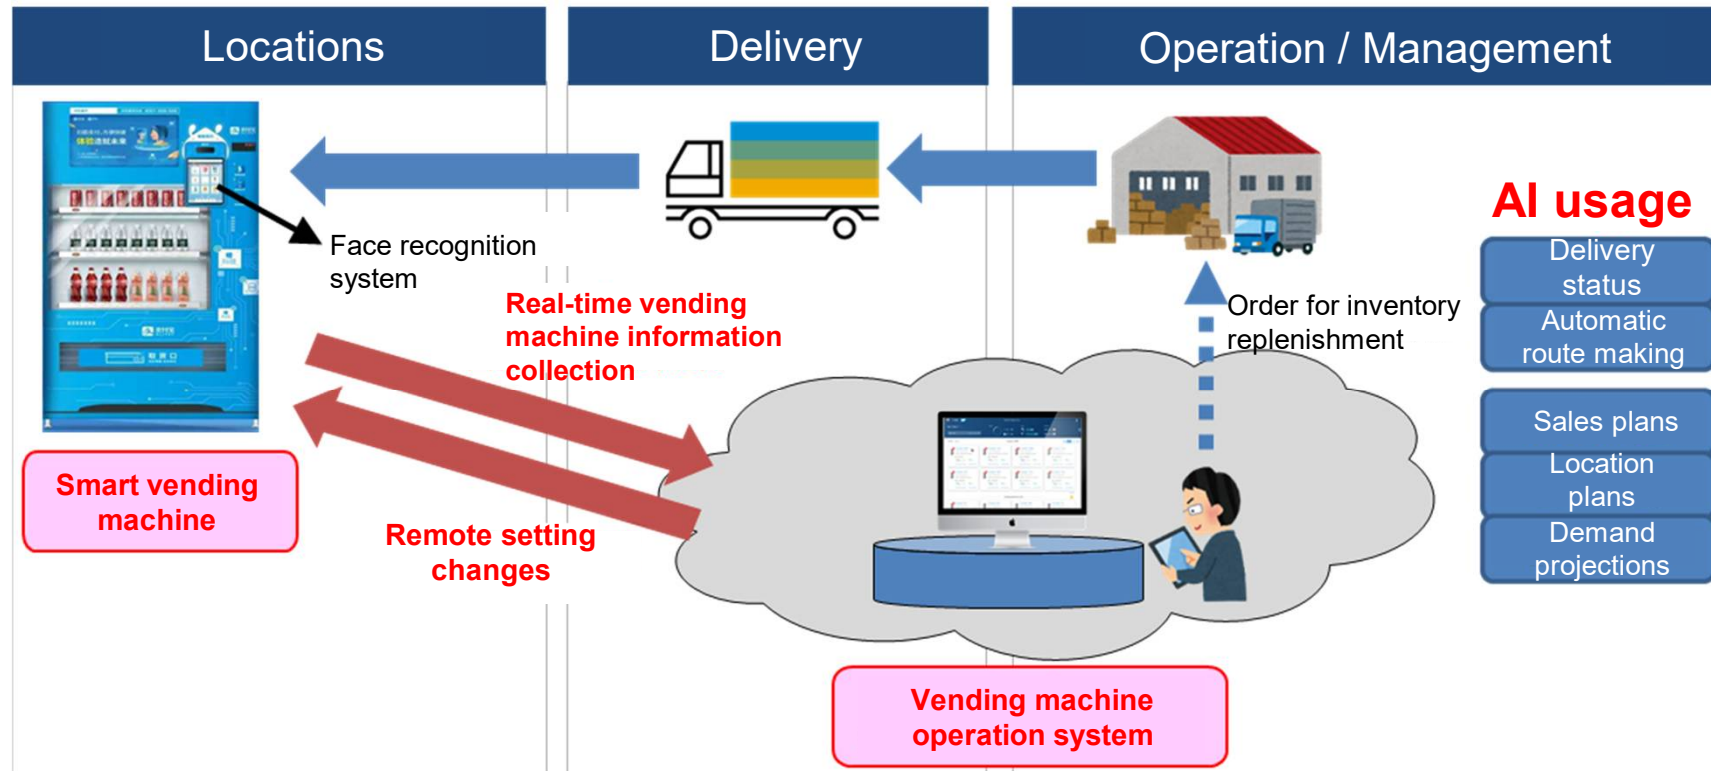 Locations
Delivery
Operation / Management
Face recognition
system
Real-time vending
machine information
collection
Order for inventory
replenishment
AI usage
Delivery
status
Automatic
route making
Sales plans
Location
plans
Demand
projections
Smart vending
machine
Remote setting
changes
Vending machine
operation system